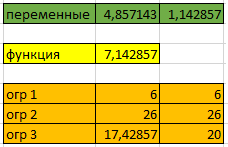 переменные 4,857143 1,142857
функция 7,142857
огр 1 6 6
огр 2 26 26
огр 3 17,42857 20